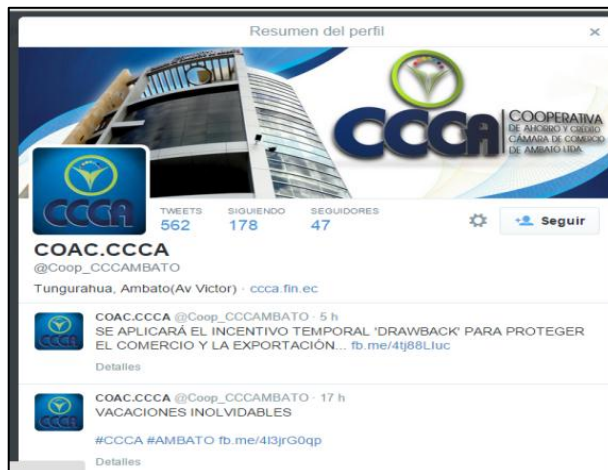 Resumen del perfil ×
CCCA
COOPERATIVA
DE AHORRO Y CRÉDITO
CÁMARA DE COMERCIO
DE AMBATO LTDA.
CCCA
TWEETS SIGUIENDO SEGUIDORES
562 178 47
Seguir
COAC.CCCA
@Coop_CCCAMBATO
Tungurahua, Ambato(Av Victor) · ccca.fin.ec
COAC.CCCA @Coop_CCCAMBATO · 5 h
SE APLICARÁ EL INCENTIVO TEMPORAL 'DRAWBACK' PARA PROTEGER
EL COMERCIO Y LA EXPORTACIÓN... fb.me/4tj88LIuc
CCCA
Detalles
COAC.CCCA @Coop_CCCAMBATO · 17 h
VACACIONES INOLVIDABLES
CCCA
#CCCA #AMBATO fb.me/4l3jrG0qp
Detalles